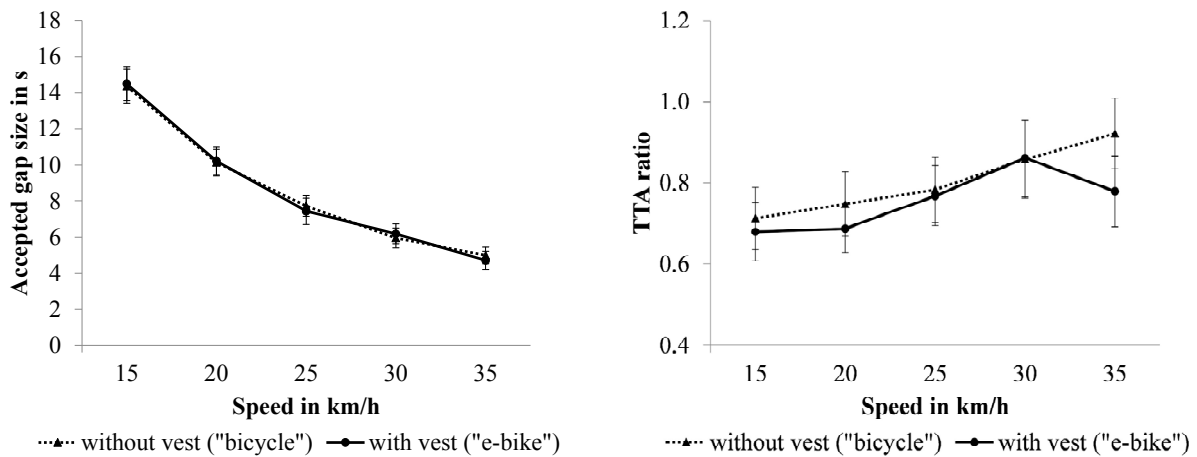 Accepted gap size in s
18
16
14
12
10
8
6
4
2
0
15 20 25 30 35
Speed in km/h
without vest ("bicycle") with vest ("e-bike")
TTA ratio
1.2
1.0
0.8
0.6
0.4
15 20 25 30 35
Speed in km/h
without vest ("bicycle") with vest ("e-bike")